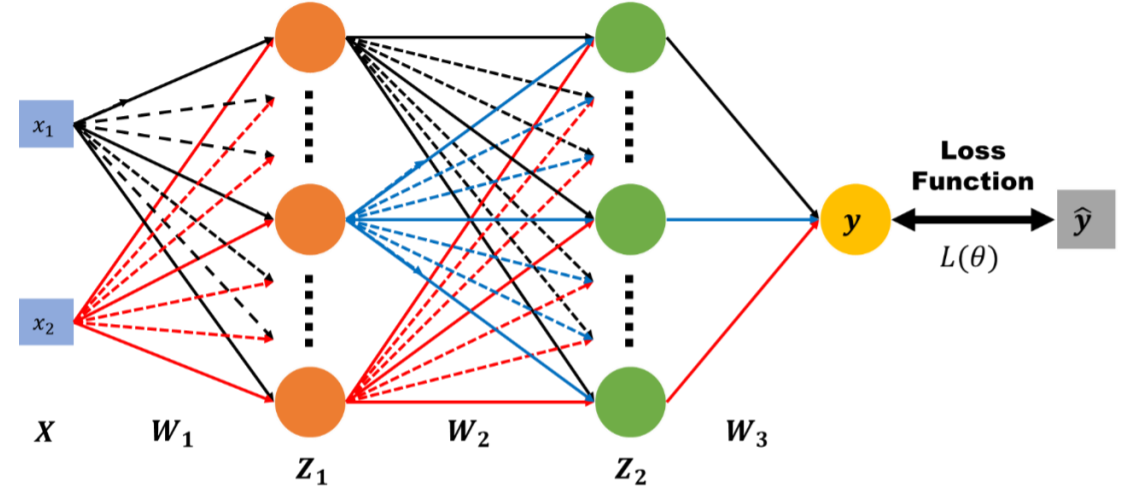 x₁
x₂
Loss
Function
y
ŷ
L(θ)
X
W₁
W₂
W₃
Z₁
Z₂